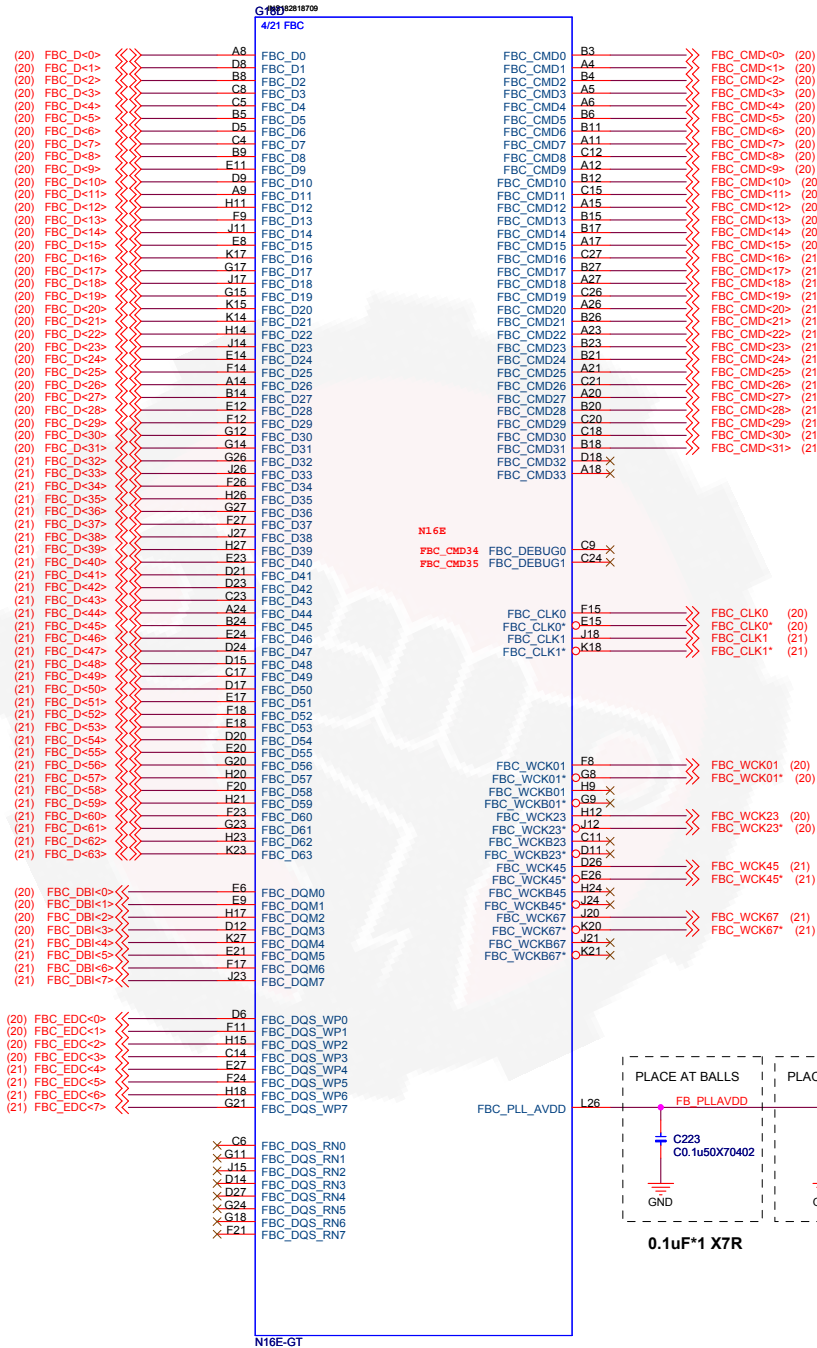 G18D
4/21 FBC
(20) FBC_D<0> A8 FBC_D0 FBC_CMD0 B3 FBC_CMD<0> (20)
(20) FBC_D<1> D8 FBC_D1 FBC_CMD1 A4 FBC_CMD<1> (20)
(20) FBC_D<2> B8 FBC_D2 FBC_CMD2 B4 FBC_CMD<2> (20)
(20) FBC_D<3> C8 FBC_D3 FBC_CMD3 A5 FBC_CMD<3> (20)
(20) FBC_D<4> C5 FBC_D4 FBC_CMD4 A6 FBC_CMD<4> (20)
(20) FBC_D<5> B5 FBC_D5 FBC_CMD5 B6 FBC_CMD<5> (20)
(20) FBC_D<6> D5 FBC_D6 FBC_CMD6 B11 FBC_CMD<6> (20)
(20) FBC_D<7> C4 FBC_D7 FBC_CMD7 A11 FBC_CMD<7> (20)
(20) FBC_D<8> B9 FBC_D8 FBC_CMD8 C12 FBC_CMD<8> (20)
(20) FBC_D<9> E11 FBC_D9 FBC_CMD9 A12 FBC_CMD<9> (20)
(20) FBC_D<10> D9 FBC_D10 FBC_CMD10 B12 FBC_CMD<10> (20
(20) FBC_D<11> A9 FBC_D11 FBC_CMD11 C15 FBC_CMD<11> (20
(20) FBC_D<12> H11 FBC_D12 FBC_CMD12 A15 FBC_CMD<12> (20
(20) FBC_D<13> F9 FBC_D13 FBC_CMD13 B15 FBC_CMD<13> (20
(20) FBC_D<14> J11 FBC_D14 FBC_CMD14 B17 FBC_CMD<14> (20
(20) FBC_D<15> E8 FBC_D15 FBC_CMD15 A17 FBC_CMD<15> (20
(20) FBC_D<16> K17 FBC_D16 FBC_CMD16 C27 FBC_CMD<16> (21
(20) FBC_D<17> G17 FBC_D17 FBC_CMD17 B27 FBC_CMD<17> (21
(20) FBC_D<18> J17 FBC_D18 FBC_CMD18 A27 FBC_CMD<18> (21
(20) FBC_D<19> G15 FBC_D19 FBC_CMD19 C26 FBC_CMD<19> (21
(20) FBC_D<20> K15 FBC_D20 FBC_CMD20 A26 FBC_CMD<20> (21
(20) FBC_D<21> K14 FBC_D21 FBC_CMD21 B26 FBC_CMD<21> (21
(20) FBC_D<22> H14 FBC_D22 FBC_CMD22 A23 FBC_CMD<22> (21
(20) FBC_D<23> J14 FBC_D23 FBC_CMD23 B23 FBC_CMD<23> (21
(20) FBC_D<24> E14 FBC_D24 FBC_CMD24 B21 FBC_CMD<24> (21
(20) FBC_D<25> F14 FBC_D25 FBC_CMD25 A21 FBC_CMD<25> (21
(20) FBC_D<26> A14 FBC_D26 FBC_CMD26 C21 FBC_CMD<26> (21
(20) FBC_D<27> B14 FBC_D27 FBC_CMD27 A20 FBC_CMD<27> (21
(20) FBC_D<28> E12 FBC_D28 FBC_CMD28 B20 FBC_CMD<28> (21
(20) FBC_D<29> F12 FBC_D29 FBC_CMD29 C20 FBC_CMD<29> (21
(20) FBC_D<30> G12 FBC_D30 FBC_CMD30 C18 FBC_CMD<30> (21
(20) FBC_D<31> G14 FBC_D31 FBC_CMD31 B18 FBC_CMD<31> (21
(21) FBC_D<32> G26 FBC_D32 FBC_CMD32 D18
(21) FBC_D<33> J26 FBC_D33 FBC_CMD33 A18
(21) FBC_D<34> F26 FBC_D34
(21) FBC_D<35> H26 FBC_D35
(21) FBC_D<36> G27 FBC_D36
(21) FBC_D<37> F27 FBC_D37
(21) FBC_D<38> J27 FBC_D38 N16E
(21) FBC_D<39> H27 FBC_D39 FBC_CMD34 FBC_DEBUG0 C9
(21) FBC_D<40> E23 FBC_D40 FBC_CMD35 FBC_DEBUG1 C24
(21) FBC_D<41> D21 FBC_D41
(21) FBC_D<42> D23 FBC_D42
(21) FBC_D<43> C23 FBC_D43
(21) FBC_D<44> A24 FBC_D44 FBC_CLK0 F15 FBC_CLK0 (20)
(21) FBC_D<45> B24 FBC_D45 FBC_CLK0* E15 FBC_CLK0* (20)
(21) FBC_D<46> E24 FBC_D46 FBC_CLK1 J18 FBC_CLK1 (21)
(21) FBC_D<47> D24 FBC_D47 FBC_CLK1* K18 FBC_CLK1* (21)
(21) FBC_D<48> D15 FBC_D48
(21) FBC_D<49> C17 FBC_D49
(21) FBC_D<50> D17 FBC_D50
(21) FBC_D<51> E17 FBC_D51
(21) FBC_D<52> F18 FBC_D52
(21) FBC_D<53> E18 FBC_D53
(21) FBC_D<54> D20 FBC_D54
(21) FBC_D<55> E20 FBC_D55
(21) FBC_D<56> G20 FBC_D56 FBC_WCK01 F8 FBC_WCK01 (20)
(21) FBC_D<57> H20 FBC_D57 FBC_WCK01* G8 FBC_WCK01* (20)
(21) FBC_D<58> F20 FBC_D58 FBC_WCKB01 H9
(21) FBC_D<59> H21 FBC_D59 FBC_WCKB01* G9
(21) FBC_D<60> F23 FBC_D60 FBC_WCK23 H12 FBC_WCK23 (20)
(21) FBC_D<61> G23 FBC_D61 FBC_WCK23* J12 FBC_WCK23* (20)
(21) FBC_D<62> H23 FBC_D62 FBC_WCKB23 C11
(21) FBC_D<63> K23 FBC_D63 FBC_WCKB23* D11
FBC_WCK45 D26 FBC_WCK45 (21)
FBC_WCK45* E26 FBC_WCK45* (21)
(20) FBC_DBI<0> E6 FBC_DQM0 FBC_WCKB45 H24
(20) FBC_DBI<1> E9 FBC_DQM1 FBC_WCKB45* J24
(20) FBC_DBI<2> H17 FBC_DQM2 FBC_WCK67 J20 FBC_WCK67 (21)
(20) FBC_DBI<3> D12 FBC_DQM3 FBC_WCK67* K20 FBC_WCK67* (21)
(21) FBC_DBI<4> K27 FBC_DQM4 FBC_WCKB67 J21
(21) FBC_DBI<5> E21 FBC_DQM5 FBC_WCKB67* K21
(21) FBC_DBI<6> F17 FBC_DQM6
(21) FBC_DBI<7> J23 FBC_DQM7
(20) FBC_EDC<0> D6 FBC_DQS_WP0
(20) FBC_EDC<1> F11 FBC_DQS_WP1
(20) FBC_EDC<2> H15 FBC_DQS_WP2
(20) FBC_EDC<3> C14 FBC_DQS_WP3
(21) FBC_EDC<4> E27 FBC_DQS_WP4
(21) FBC_EDC<5> F24 FBC_DQS_WP5
(21) FBC_EDC<6> H18 FBC_DQS_WP6
(21) FBC_EDC<7> G21 FBC_DQS_WP7 FBC_PLL_AVDD L26 FB_PLLAVDD
PLACE AT BALLS PLAC
C223
C0.1u50X70402
GND
0.1uF*1 X7R
C6 FBC_DQS_RN0
G11 FBC_DQS_RN1
J15 FBC_DQS_RN2
D14 FBC_DQS_RN3
D27 FBC_DQS_RN4
G24 FBC_DQS_RN5
G18 FBC_DQS_RN6
F21 FBC_DQS_RN7
N16E-GT